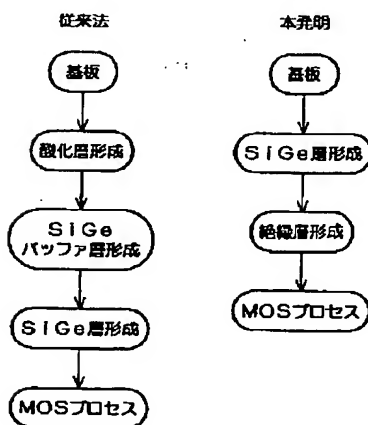 従来法
基板
酸化層形成
SiGe
バッファ層形成
SiGe層形成
MOSプロセス
本発明
基板
SiGe層形成
絶縁層形成
MOSプロセス